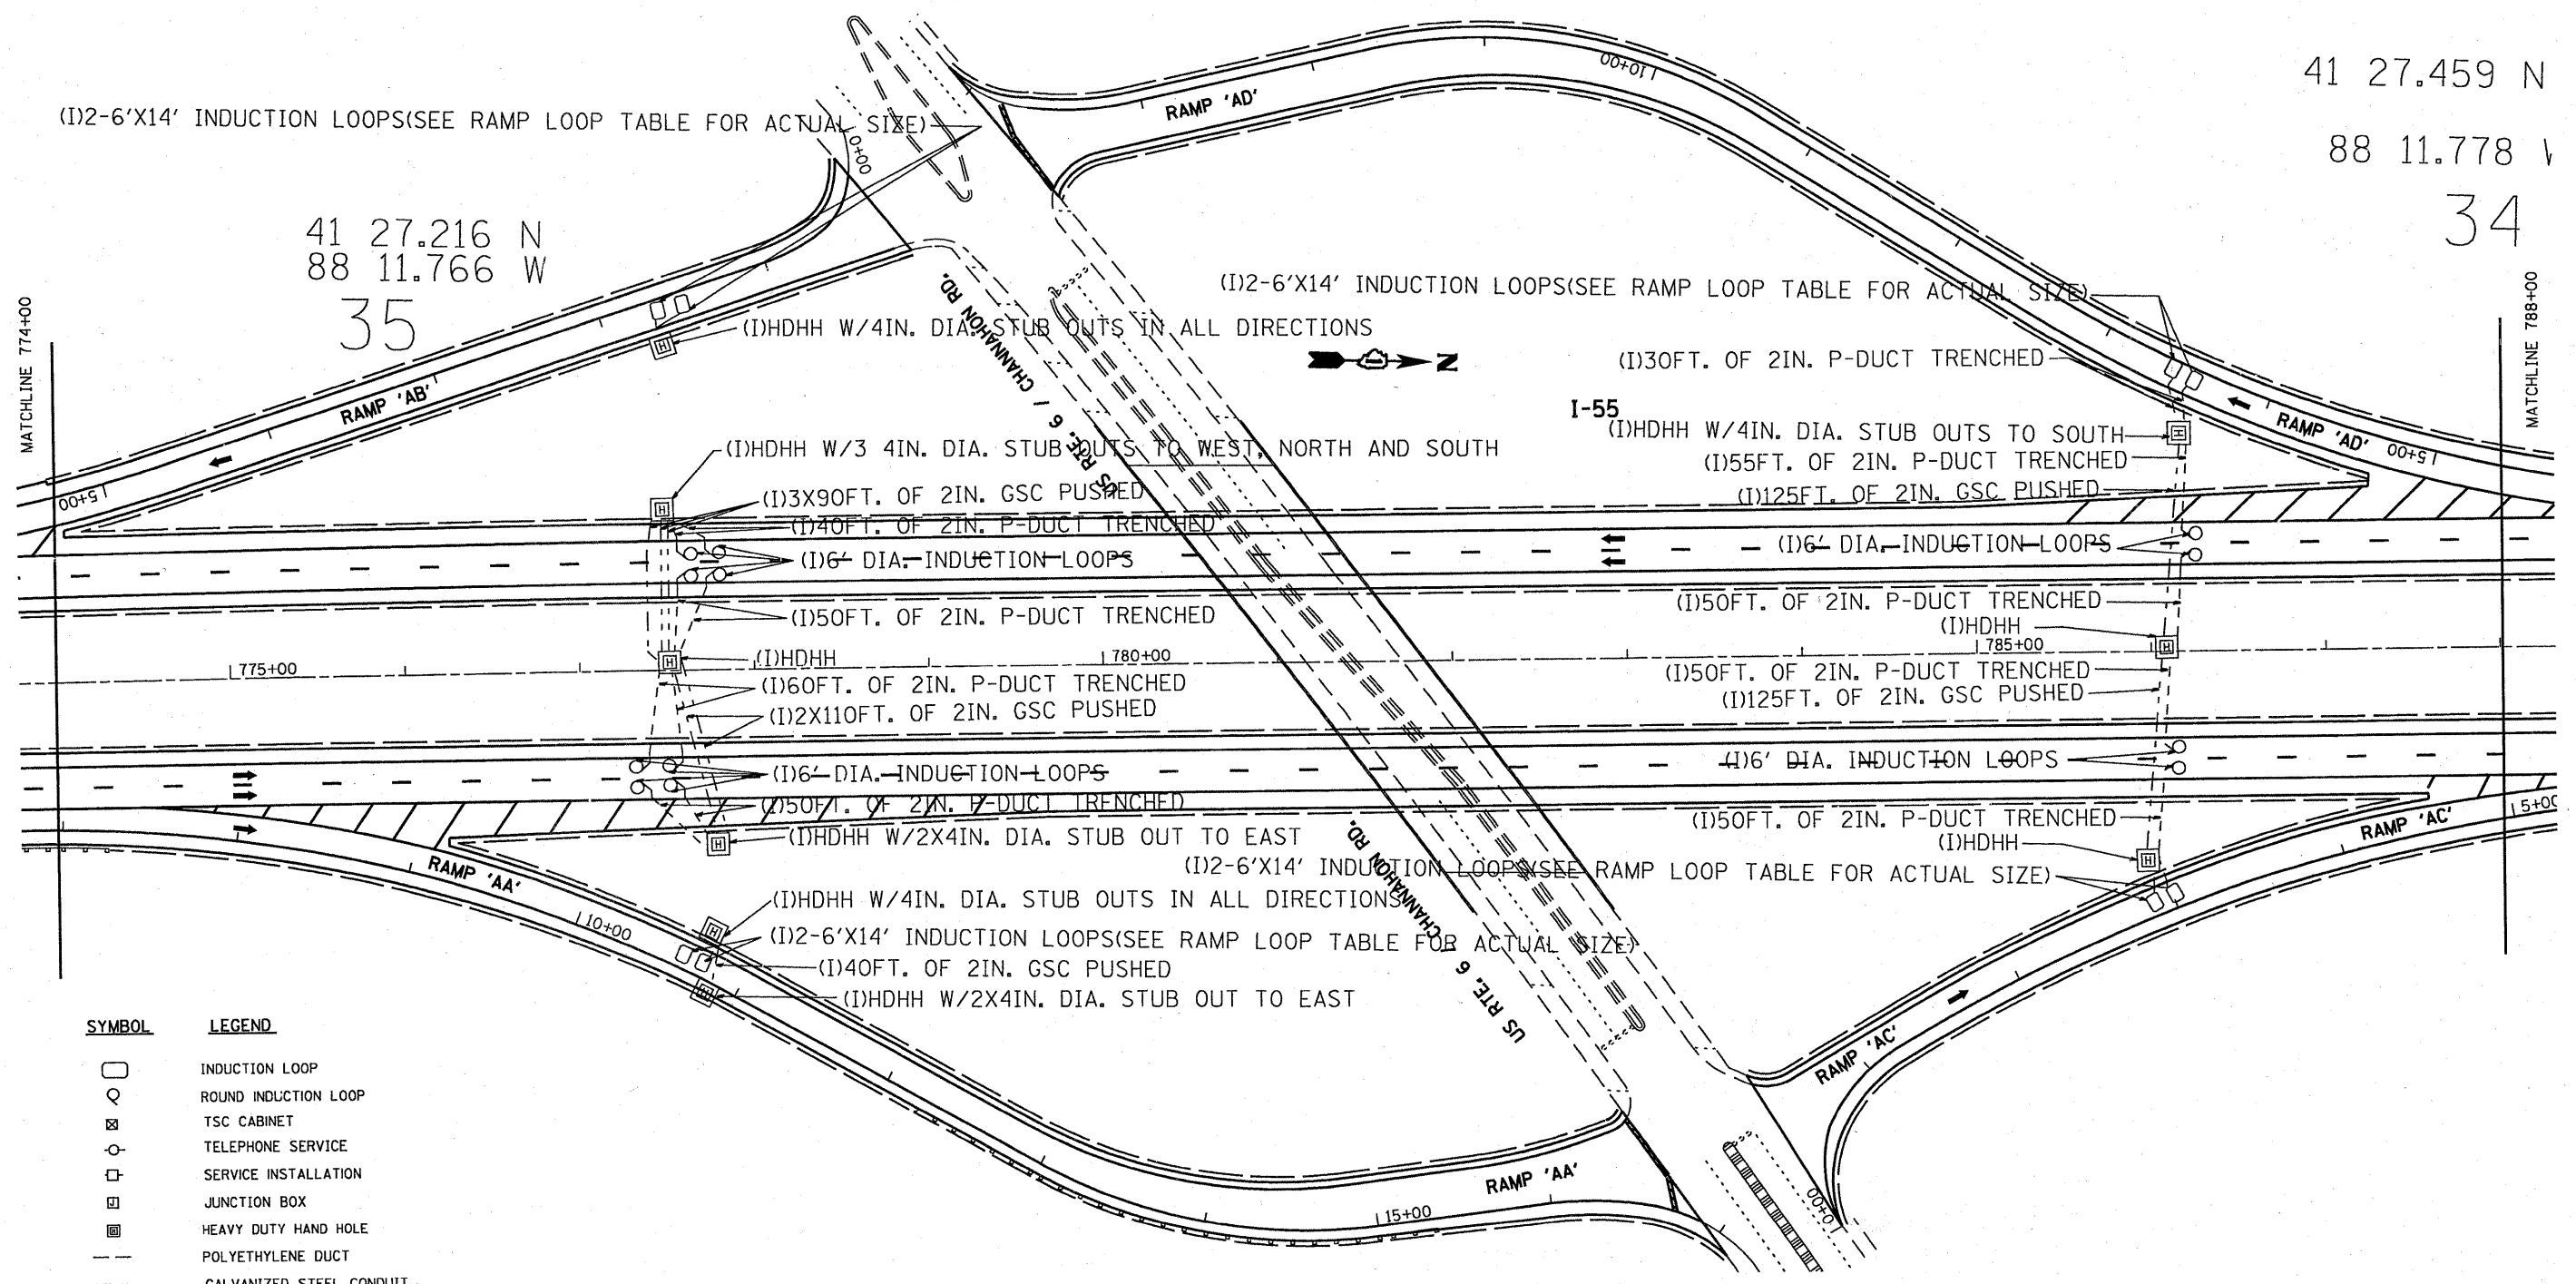 41 27.459 N
88 11.778
34
(I)2-6'X14' INDUCTION LOOPS(SEE RAMP LOOP TABLE FOR ACTUAL SIZE)
0+00
RAMP 'AD'
10+00
41 27.216 N
88 11.766 W
35
MATCHLINE 774+00
MATCHLINE 788+00
(I)2-6'X14' INDUCTION LOOPS(SEE RAMP LOOP TABLE FOR ACTUAL SIZE)
(I)HDHH W/4IN. DIA. STUB OUTS IN ALL DIRECTIONS
US RTE. 6 / CHANNAHON RD.
N
(I)30FT. OF 2IN. P-DUCT TRENCHED
RAMP 'AB'
I-55
(I)HDHH W/4IN. DIA. STUB OUTS TO SOUTH
RAMP 'AD'
5+00
(I)HDHH W/3 4IN. DIA. STUB OUTS TO WEST, NORTH AND SOUTH
(I)55FT. OF 2IN. P-DUCT TRENCHED
5+00
(I)3X90FT. OF 2IN. GSC PUSHED
(I)125FT. OF 2IN. GSC PUSHED
(I)40FT. OF 2IN. P-DUCT TRENCHED
(I)6' DIA. INDUCTION LOOPS
(I)6' DIA. INDUCTION LOOPS
(I)50FT. OF 2IN. P-DUCT TRENCHED
(I)50FT. OF 2IN. P-DUCT TRENCHED
(I)HDHH
775+00
(I)HDHH
780+00
785+00
(I)60FT. OF 2IN. P-DUCT TRENCHED
(I)50FT. OF 2IN. P-DUCT TRENCHED
(I)2X110FT. OF 2IN. GSC PUSHED
(I)125FT. OF 2IN. GSC PUSHED
(I)6' DIA. INDUCTION LOOPS
(I)6' DIA. INDUCTION LOOPS
(I)50FT. OF 2IN. P-DUCT TRENCHED
(I)50FT. OF 2IN. P-DUCT TRENCHED
5+00
RAMP 'AC'
(I)HDHH W/2X4IN. DIA. STUB OUT TO EAST
(I)HDHH
RAMP 'AA'
(I)2-6'X14' INDUCTION LOOPS(SEE RAMP LOOP TABLE FOR ACTUAL SIZE)
(I)HDHH W/4IN. DIA. STUB OUTS IN ALL DIRECTIONS
10+00
(I)2-6'X14' INDUCTION LOOPS(SEE RAMP LOOP TABLE FOR ACTUAL SIZE)
(I)40FT. OF 2IN. GSC PUSHED
(I)HDHH W/2X4IN. DIA. STUB OUT TO EAST
US RTE. 6 CHANNAHON RD.
RAMP 'AC'
RAMP 'AA'
15+00
0+00
SYMBOL LEGEND
INDUCTION LOOP
ROUND INDUCTION LOOP
TSC CABINET
TELEPHONE SERVICE
SERVICE INSTALLATION
JUNCTION BOX
HEAVY DUTY HAND HOLE
POLYETHYLENE DUCT
GALVANIZED STEEL CONDUIT